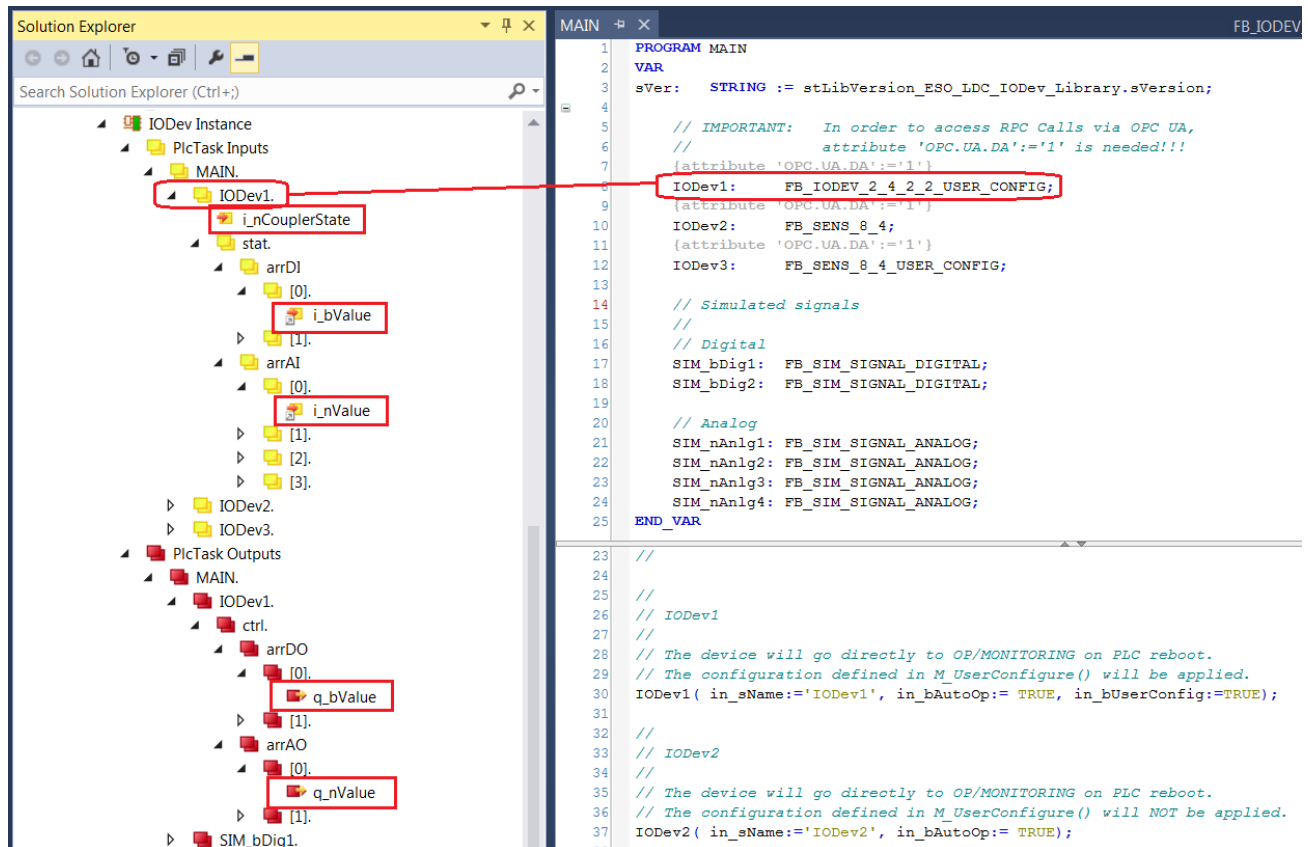 Solution Explorer
Search Solution Explorer (Ctrl+;)
IODev Instance
PlcTask Inputs
MAIN.
IODev1.
i_nCouplerState
stat.
arrDI
[0].
i_bValue
[1].
arrAI
[0].
i_nValue
[1].
[2].
[3].
IODev2.
IODev3.
PlcTask Outputs
MAIN.
IODev1.
ctrl.
arrDO
[0].
q_bValue
[1].
arrAO
[0].
q_nValue
[1].
SIM_bDig1.
MAIN
FB_IODEV_
1 PROGRAM MAIN
2 VAR
3 sVer: STRING := stLibVersion_ESO_LDC_IODev_Library.sVersion;
4
5 // IMPORTANT: In order to access RPC Calls via OPC UA,
6 // attribute 'OPC.UA.DA':='1' is needed!!!
7 {attribute 'OPC.UA.DA':='1'}
8 IODev1: FB_IODEV_2_4_2_2_USER_CONFIG;
9 {attribute 'OPC.UA.DA':='1'}
10 IODev2: FB_SENS_8_4;
11 {attribute 'OPC.UA.DA':='1'}
12 IODev3: FB_SENS_8_4_USER_CONFIG;
13
14 // Simulated signals
15 //
16 // Digital
17 SIM_bDig1: FB_SIM_SIGNAL_DIGITAL;
18 SIM_bDig2: FB_SIM_SIGNAL_DIGITAL;
19
20 // Analog
21 SIM_nAnlg1: FB_SIM_SIGNAL_ANALOG;
22 SIM_nAnlg2: FB_SIM_SIGNAL_ANALOG;
23 SIM_nAnlg3: FB_SIM_SIGNAL_ANALOG;
24 SIM_nAnlg4: FB_SIM_SIGNAL_ANALOG;
25 END_VAR
23 //
24
25 //
26 // IODev1
27 //
28 // The device will go directly to OP/MONITORING on PLC reboot.
29 // The configuration defined in M_UserConfigure() will be applied.
30 IODev1( in_sName:='IODev1', in_bAutoOp:= TRUE, in_bUserConfig:=TRUE);
31
32 //
33 // IODev2
34 //
35 // The device will go directly to OP/MONITORING on PLC reboot.
36 // The configuration defined in M_UserConfigure() will NOT be applied.
37 IODev2( in_sName:='IODev2', in_bAutoOp:= TRUE);